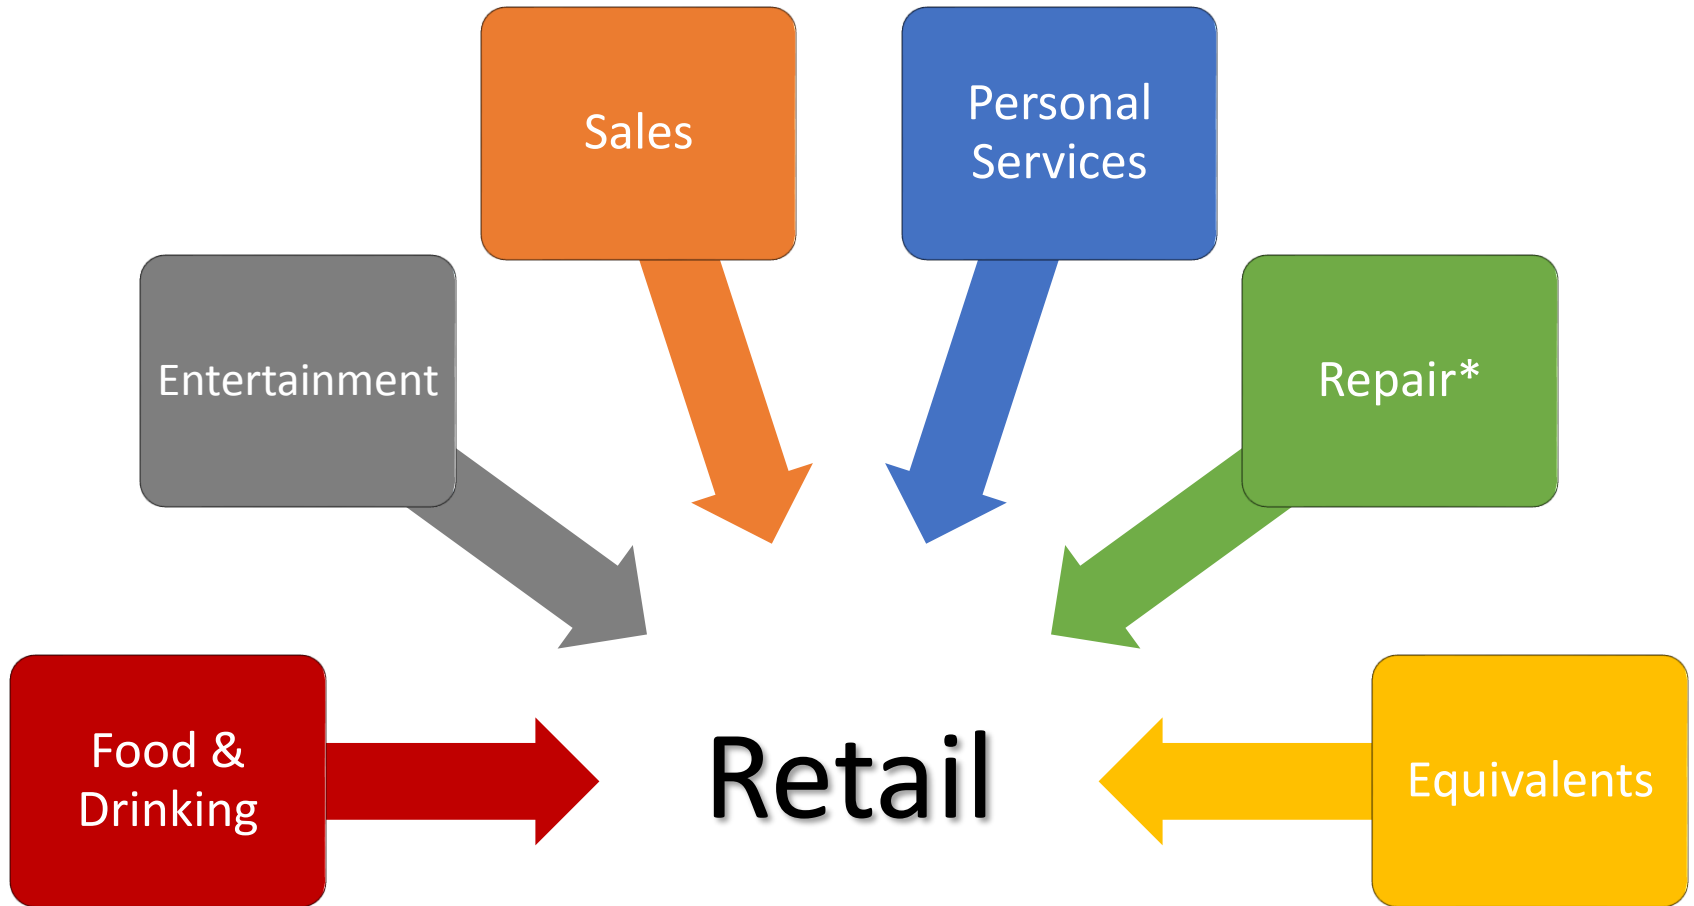 Sales
Personal
Services
Entertainment
Repair*
Food &
Drinking
Retail
Equivalents